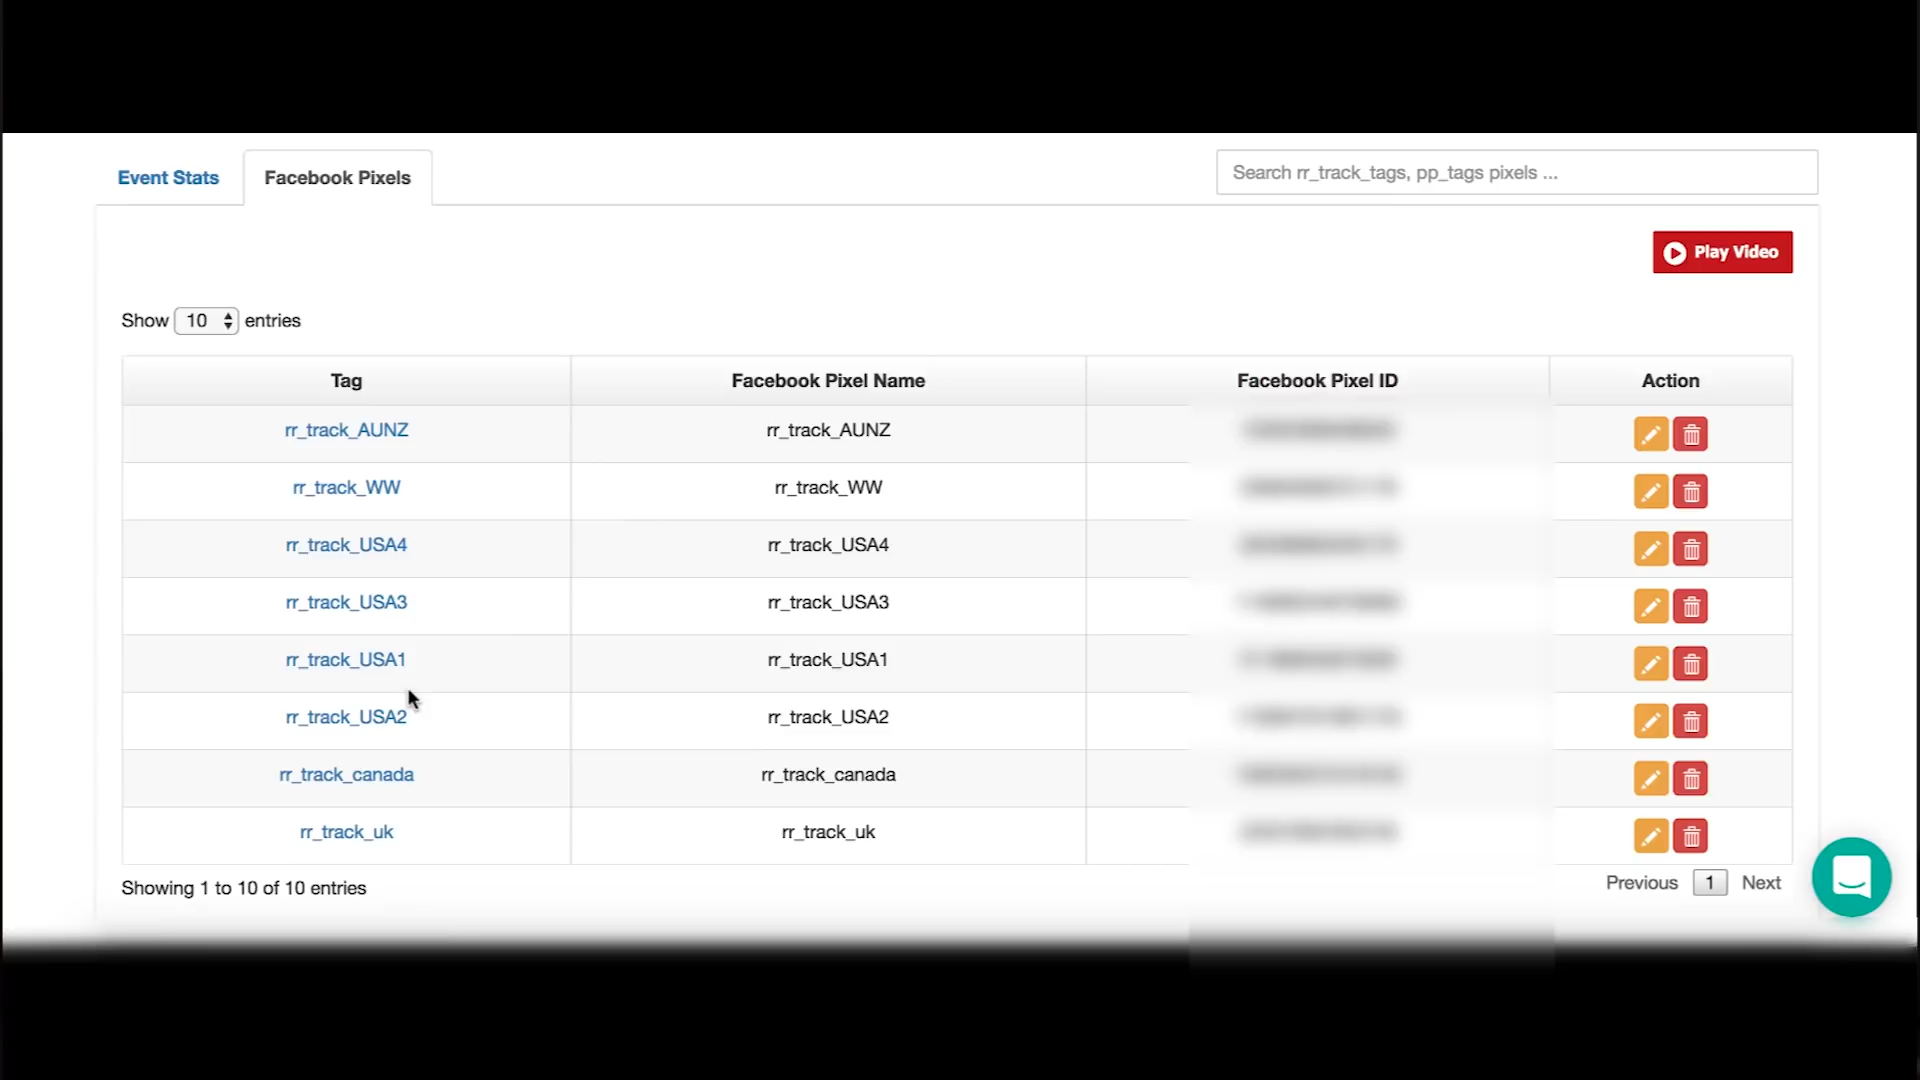 Event Stats
Facebook Pixels
Search rr_track_tags, pp_tags pixels ...
Play Video
Show 10 entries
Tag Facebook Pixel Name Facebook Pixel ID Action
rr_track_AUNZ rr_track_AUNZ
rr_track_WW rr_track_WW
rr_track_USA4 rr_track_USA4
rr_track_USA3 rr_track_USA3
rr_track_USA1 rr_track_USA1
rr_track_USA2 rr_track_USA2
rr_track_canada rr_track_canada
rr_track_uk rr_track_uk
Showing 1 to 10 of 10 entries
Previous 1 Next